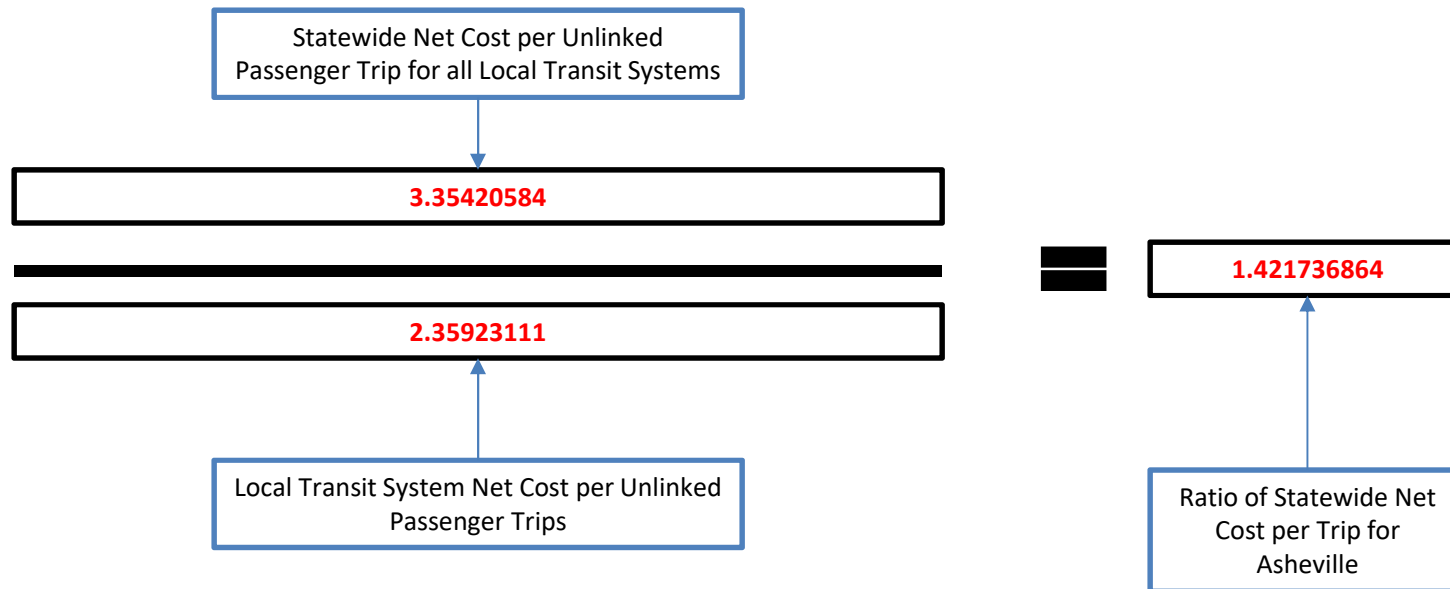 Statewide Net Cost per Unlinked
Passenger Trip for all Local Transit Systems
3.35420584
1.421736864
2.35923111
Local Transit System Net Cost per Unlinked
Passenger Trips
Ratio of Statewide Net
Cost per Trip for
Asheville